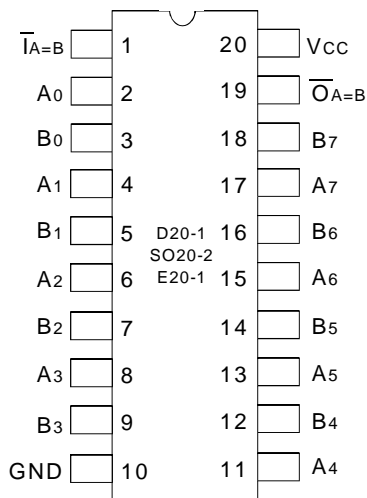 I̅A=B 1 20 VCC
A0 2 19 O̅A=B
B0 3 18 B7
A1 4 17 A7
B1 5 D20-1 16 B6
SO20-2
A2 6 E20-1 15 A6
B2 7 14 B5
A3 8 13 A5
B3 9 12 B4
GND 10 11 A4